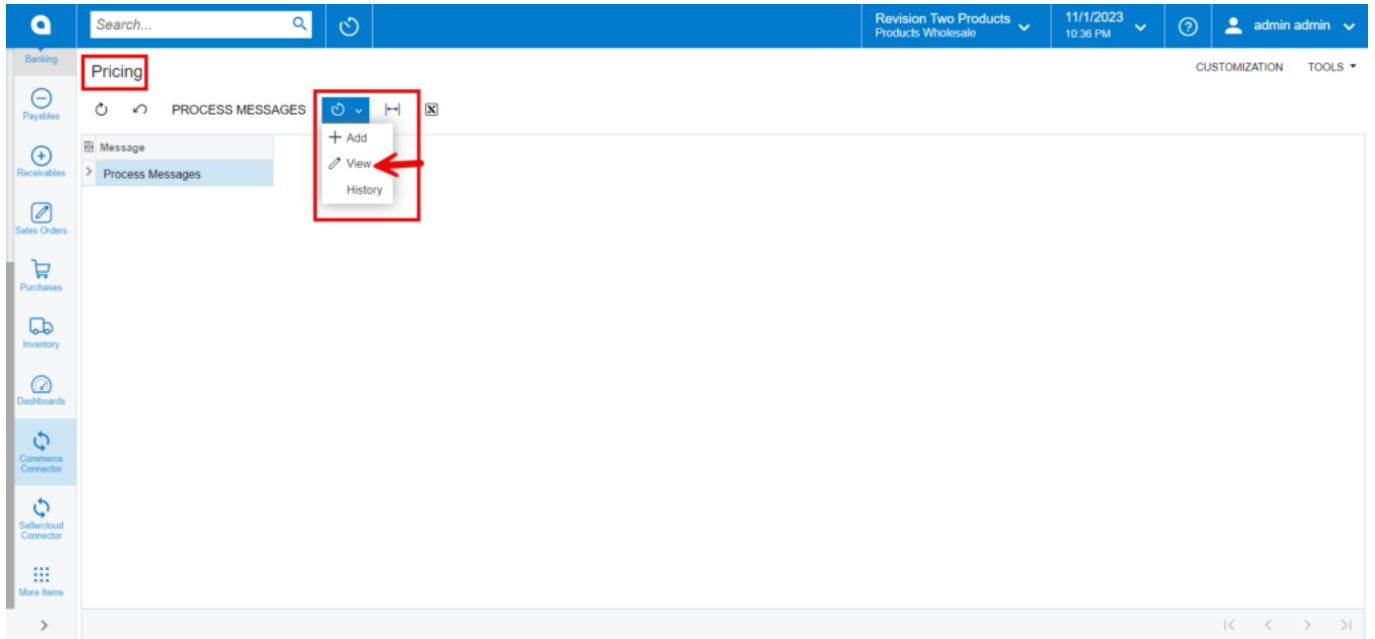 Search...
Revision Two Products
Products Wholesale
11/1/2023
10:36 PM
admin admin
Banking
Payables
Receivables
Sales Orders
Purchases
Inventory
Dashboards
Commerce
Connector
Sellercloud
Connector
More Items
Pricing
CUSTOMIZATION TOOLS
PROCESS MESSAGES
Add
View
History
Message
Process Messages